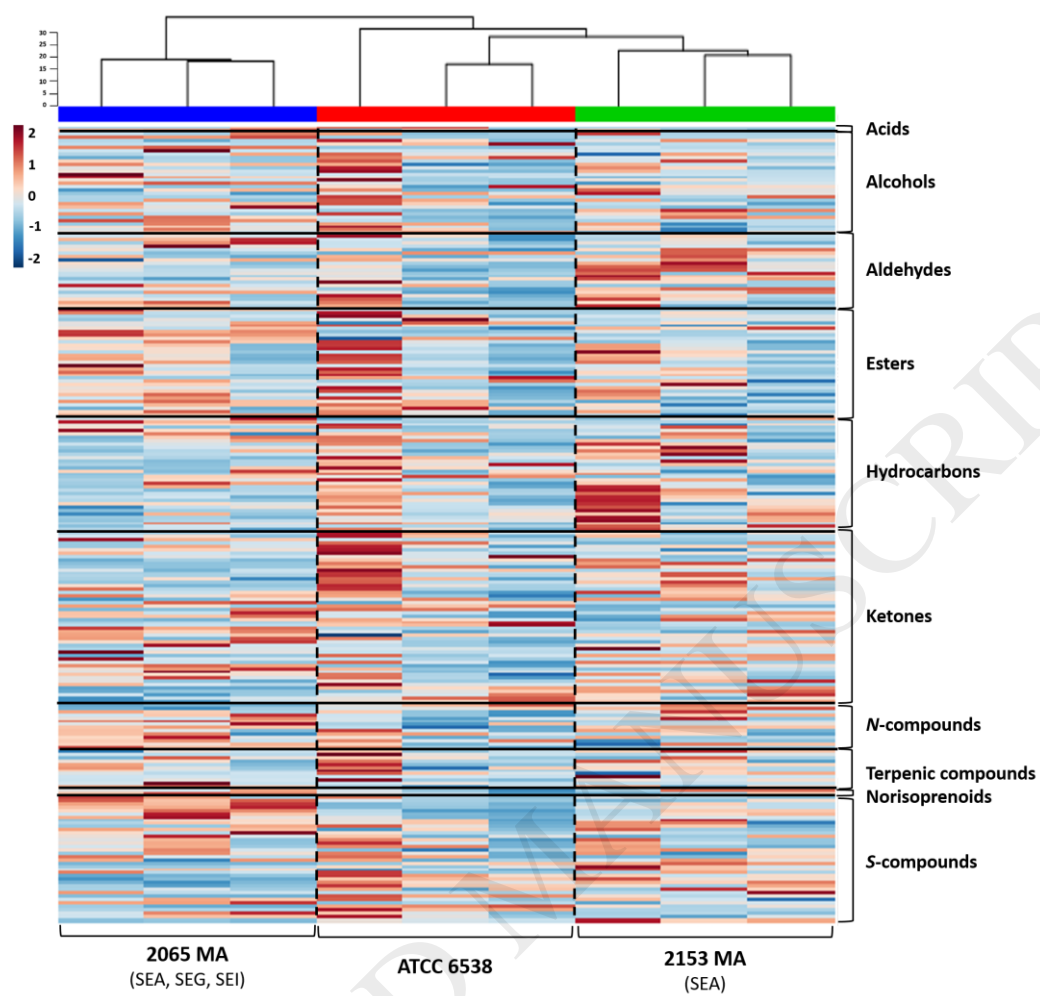 30
25
20
15
10
5
0
2
1
0
-1
-2
Acids
Alcohols
Aldehydes
Esters
Hydrocarbons
Ketones
N-compounds
Terpenic compounds
Norisoprenoids
S-compounds
2065 MA
(SEA, SEG, SEI)
ATCC 6538
2153 MA
(SEA)
D MANUSCRIP